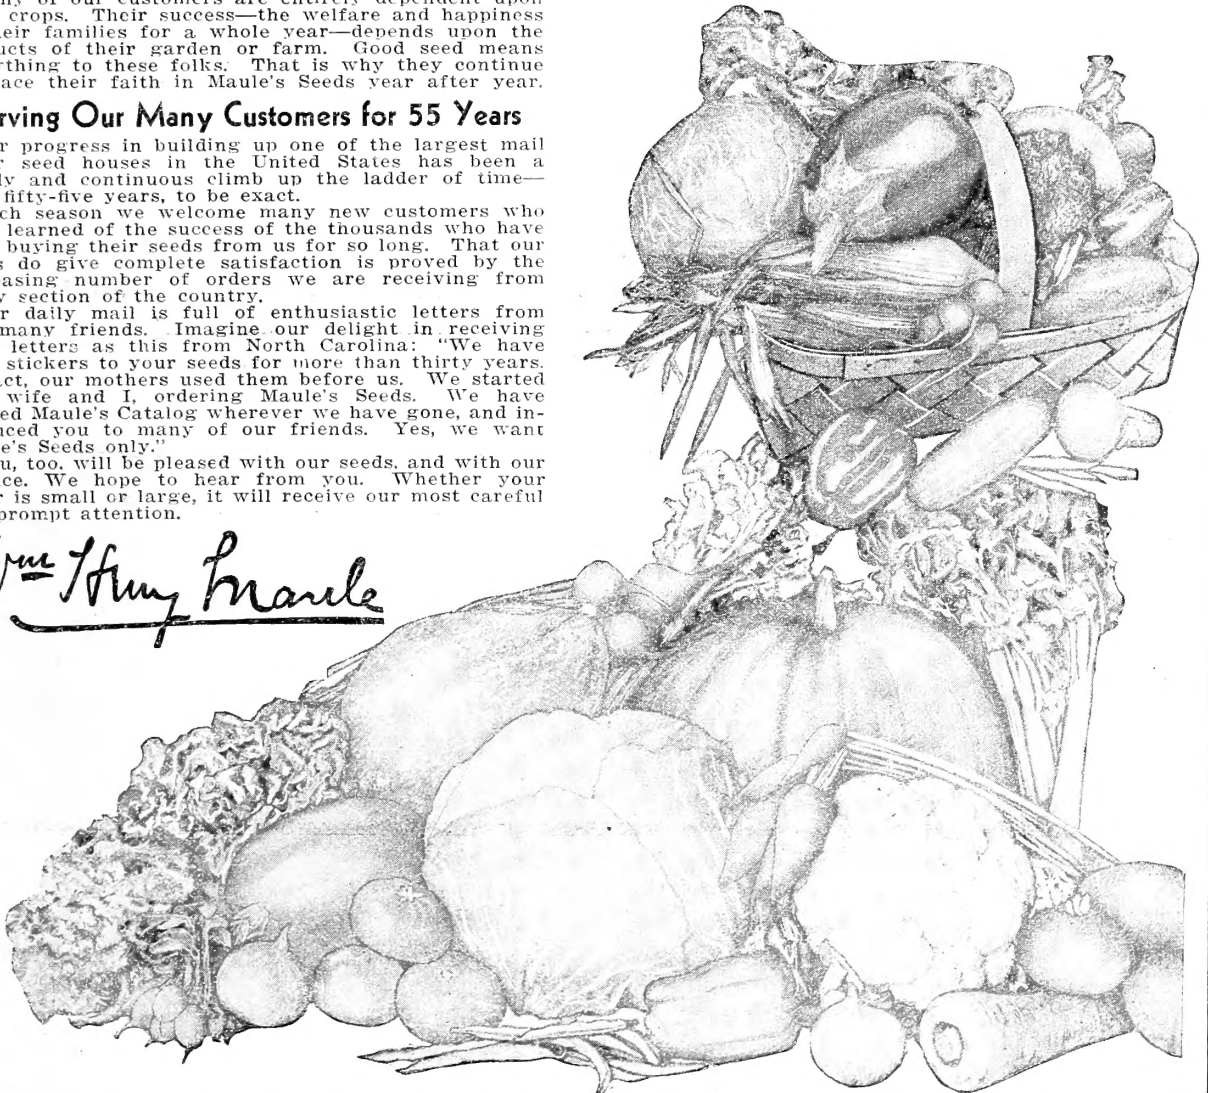 ny of our customers are entirely dependent upon
crops. Their success—the welfare and happiness
eir families for a whole year—depends upon the
ucts of their garden or farm. Good seed means
rthing to these folks. That is why they continue
ace their faith in Maule's Seeds year after year.
rving Our Many Customers for 55 Years
r progress in building up one of the largest mail
r seed houses in the United States has been a
ly and continuous climb up the ladder of time—
fifty-five years, to be exact.
ch season we welcome many new customers who
learned of the success of the thousands who have
buying their seeds from us for so long. That our
s do give complete satisfaction is proved by the
easing number of orders we are receiving from
y section of the country.
r daily mail is full of enthusiastic letters from
many friends. Imagine our delight in receiving
letters as this from North Carolina: "We have
stickers to your seeds for more than thirty years.
ct, our mothers used them before us. We started
wife and I, ordering Maule's Seeds. We have
ed Maule's Catalog wherever we have gone, and in-
uced you to many of our friends. Yes, we want
e's Seeds only."
u, too, will be pleased with our seeds, and with our
ice. We hope to hear from you. Whether your
r is small or large, it will receive our most careful
prompt attention.
Wm Henry Maule